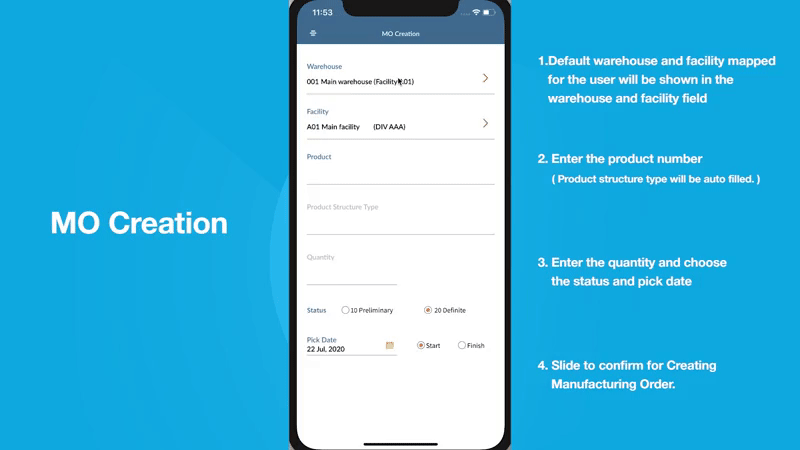 MO Creation
11:53
MO Creation
Warehouse
001 Main warehouse (Facility A01)
Facility
A01 Main facility (DIV AAA)
Product
Product Structure Type
Quantity
Status 10 Preliminary 20 Definite
Pick Date
22 Jul, 2020 Start Finish
1.Default warehouse and facility mapped
for the user will be shown in the
warehouse and facility field
2. Enter the product number
( Product structure type will be auto filled. )
3. Enter the quantity and choose
the status and pick date
4. Slide to confirm for Creating
Manufacturing Order.